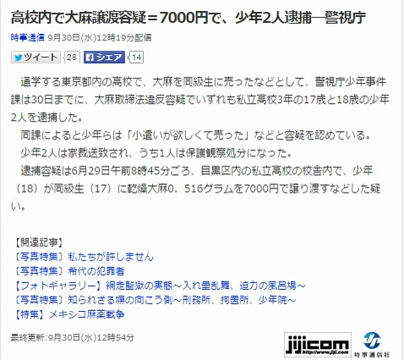 高校内で大麻譲渡容疑＝7000円で、少年2人逮捕―警視庁
時事通信 9月30日(水)12時19分配信
ツイート 28 シェア 14
通学する東京都内の高校で、大麻を同級生に売ったなどとして、警視庁少年事件
課は30日までに、大麻取締法違反容疑でいずれも私立高校3年の17歳と18歳の少年
2人を逮捕した。
同課によると少年らは「小遣いが欲しくて売った」などと容疑を認めている。
少年2人は家裁送致され、うち1人は保護観察処分になった。
逮捕容疑は6月29日午前8時45分ごろ、目黒区内の私立高校の校舎内で、少年
（18）が同級生（17）に乾燥大麻0．516グラムを7000円で譲り渡すなどした疑
い。
【関連記事】
〔写真特集〕私たちが許しません
〔写真特集〕希代の犯罪者
【フォトギャラリー】網走監獄の実態～入れ墨乱舞、迫力の風呂場～
〔写真特集〕知られざる塀の向こう側～刑務所、拘置所、少年院～
【特集】メキシコ麻薬戦争
最終更新:9月30日(水)12時54分
jijicom
http://www.jiji.com
時事通信社